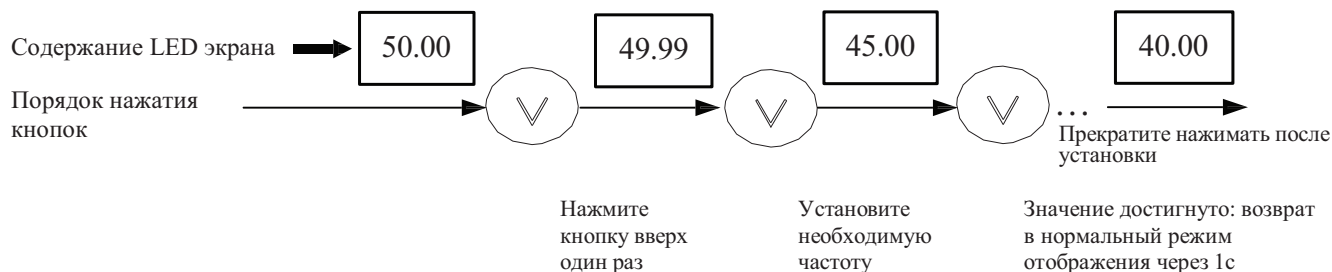 50.00
49.99
45.00
40.00
Содержание LED экрана
Порядок нажатия
кнопок
...
Прекратите нажимать после
установки
Нажмите
кнопку вверх
один раз
Установите
необходимую
частоту
Значение достигнуто: возврат
в нормальный режим
отображения через 1с